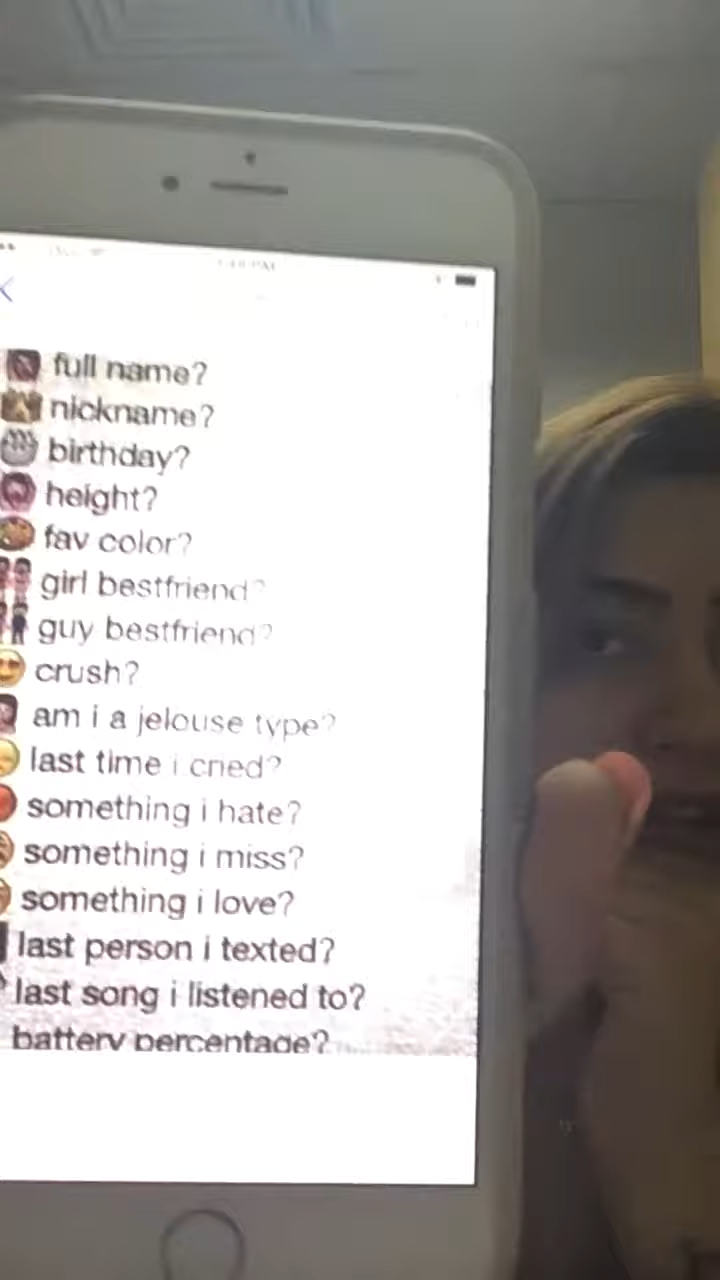 full name?
nickname?
birthday?
height?
fav color?
girl bestfriend?
guy bestfriend?
crush?
am i a jelouse type?
last time i cried?
something i hate?
something i miss?
something i love?
last person i texted?
last song i listened to?
battery percentage?